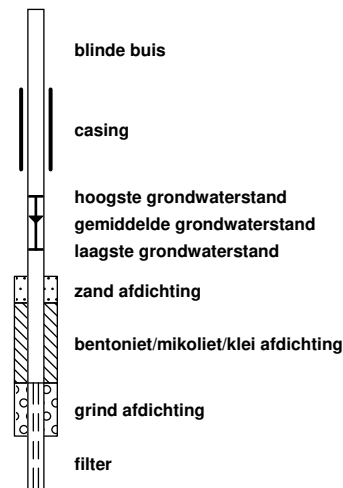 blinde buis
casing
hoogste grondwaterstand
gemiddelde grondwaterstand
laagste grondwaterstand
zand afdichting
bentoniet/mikoliet/klei afdichting
grind afdichting
filter